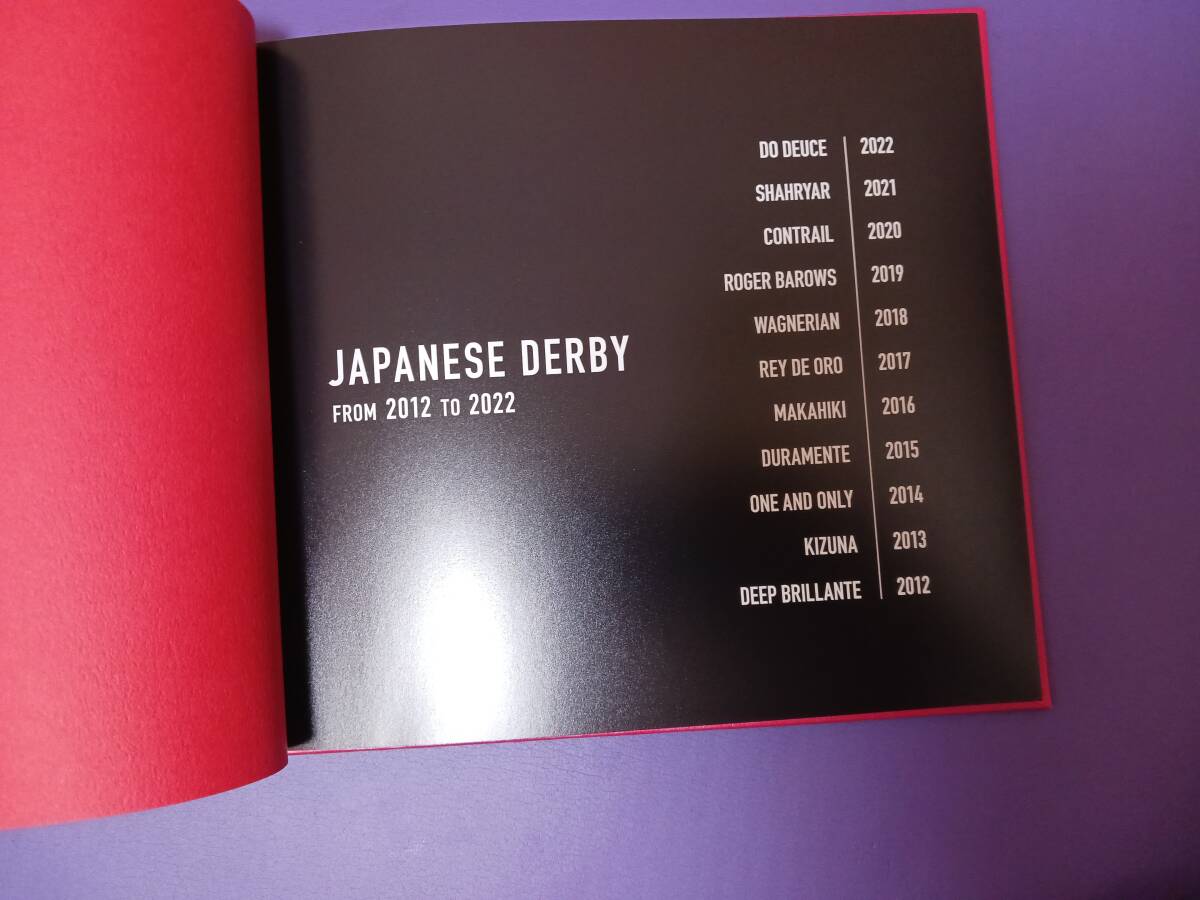 JAPANESE DERBY
FROM 2012 TO 2022
DO DEUCE 2022
SHAHRYAR 2021
CONTRAIL 2020
ROGER BAROWS 2019
WAGNERIAN 2018
REY DE ORO 2017
MAKAHIKI 2016
DURAMENTE 2015
ONE AND ONLY 2014
KIZUNA 2013
DEEP BRILLANTE 2012